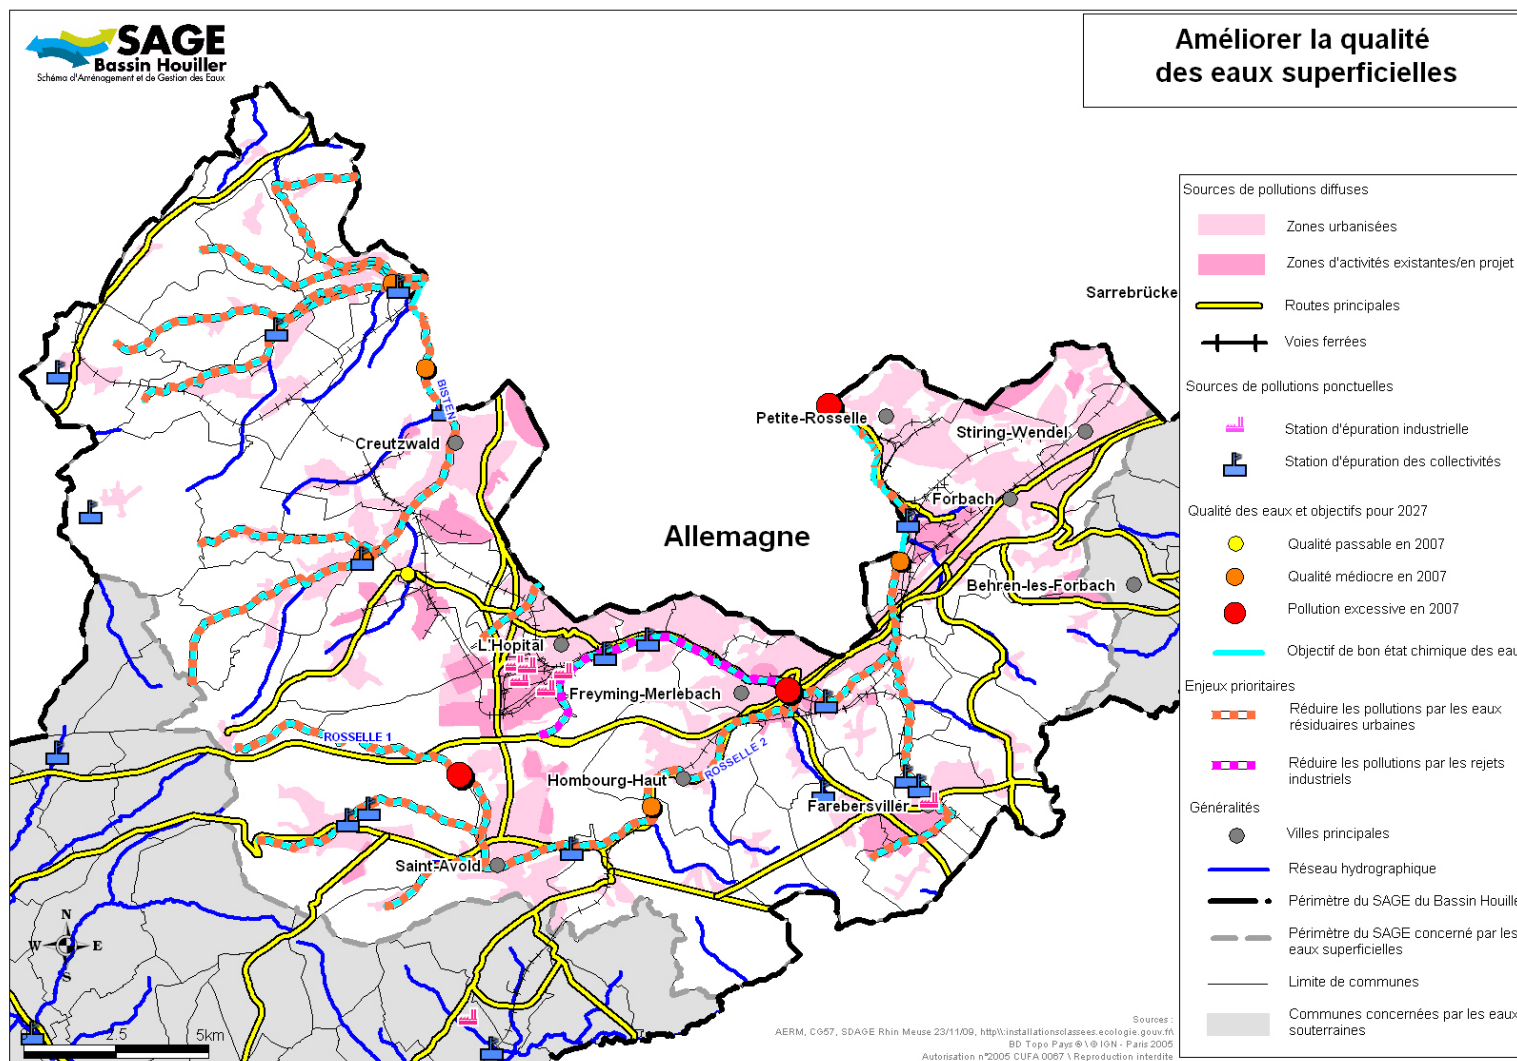 SAGE
Bassin Houiller
Schéma d'Aménagement et de Gestion des Eaux
Améliorer la qualité
des eaux superficielles
Sources de pollutions diffuses
Zones urbanisées
Zones d'activités existantes/en projet
Routes principales
Voies ferrées
Sources de pollutions ponctuelles
Station d'épuration industrielle
Station d'épuration des collectivités
Qualité des eaux et objectifs pour 2027
Qualité passable en 2007
Qualité médiocre en 2007
Pollution excessive en 2007
Objectif de bon état chimique des eau
Enjeux prioritaires
Réduire les pollutions par les eaux
résiduaires urbaines
Réduire les pollutions par les rejets
industriels
Généralités
Villes principales
Réseau hydrographique
Périmètre du SAGE du Bassin Houille
Périmètre du SAGE concerné par les
eaux superficielles
Limite de communes
Communes concernées par les eaux
souterraines
Sarrebrücke
BISTEN
Creutzwald
Petite-Rosselle
Stiring-Wendel
Forbach
Allemagne
Behren-les-Forbach
L'Hopital
Freyming-Merlebach
ROSSELLE 1
ROSSELLE 2
Hombourg-Haut
Farebersviller
Saint-Avold
N
W
E
S
0
2.5
5km
Sources :
AERM, CG57, SDAGE Rhin Meuse 23/11/09, http\\:installationsclassees.ecologie.gouv.fr\
BD Topo Pays ® \ © IGN - Paris 2005
Autorisation n°2005 CUFA 0067 \ Reproduction interdite